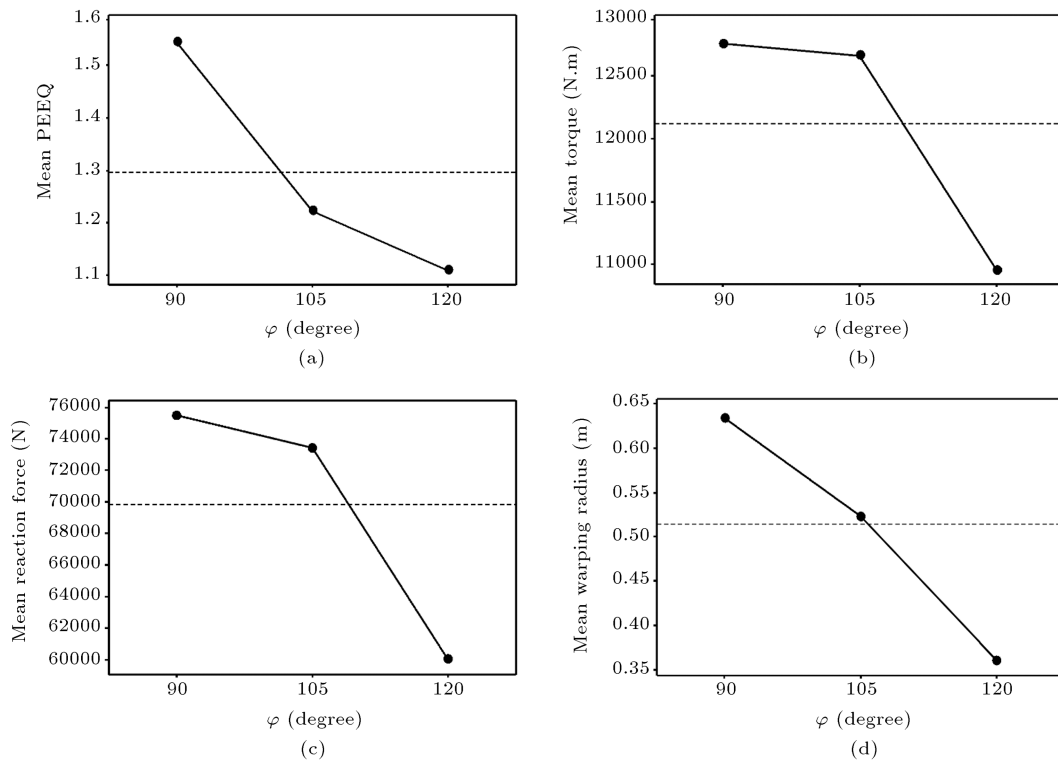 1.6
1.5
1.4
1.3
1.2
1.1
Mean PEEQ
90 105 120
φ (degree)
(a)
13000
12500
12000
11500
11000
Mean torque (N.m)
90 105 120
φ (degree)
(b)
76000
74000
72000
70000
68000
66000
64000
62000
60000
Mean reaction force (N)
90 105 120
φ (degree)
(c)
0.65
0.60
0.55
0.50
0.45
0.40
0.35
Mean warping radius (m)
90 105 120
φ (degree)
(d)